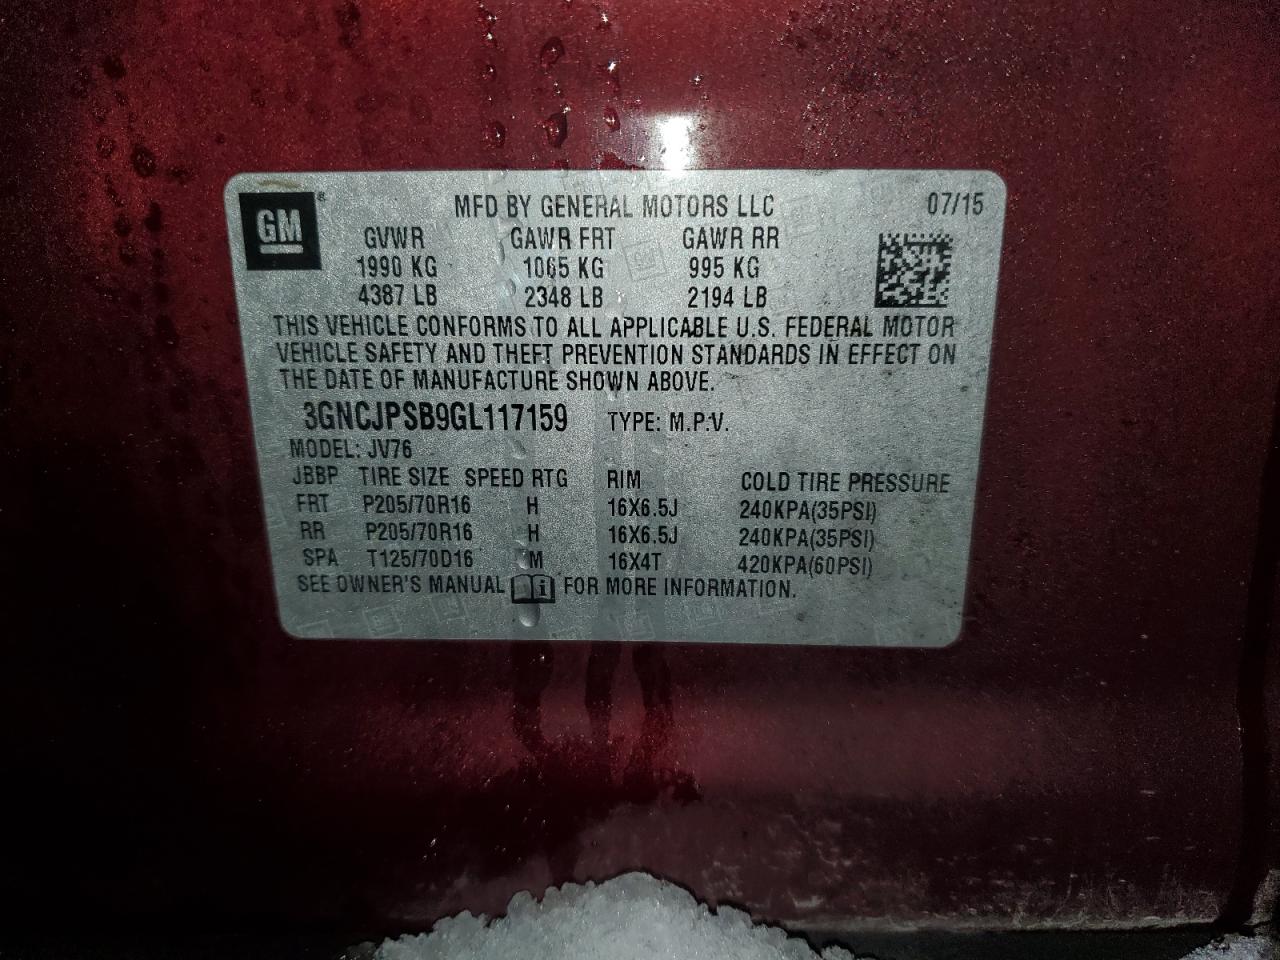 GM
MFD BY GENERAL MOTORS LLC 07/15
GVWR GAWR FRT GAWR RR
1990 KG 1065 KG 995 KG
4387 LB 2348 LB 2194 LB
THIS VEHICLE CONFORMS TO ALL APPLICABLE U.S. FEDERAL MOTOR
VEHICLE SAFETY AND THEFT PREVENTION STANDARDS IN EFFECT ON
THE DATE OF MANUFACTURE SHOWN ABOVE.
3GNCJPSB9GL117159 TYPE: M.P.V.
MODEL: JV76
JBBP TIRE SIZE SPEED RTG RIM COLD TIRE PRESSURE
FRT P205/70R16 H 16X6.5J 240KPA(35PSI)
RR P205/70R16 H 16X6.5J 240KPA(35PSI)
SPA T125/70D16 M 16X4T 420KPA(60PSI)
SEE OWNER'S MANUAL i FOR MORE INFORMATION.